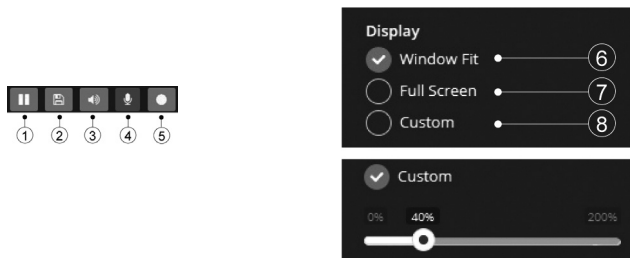 ① ② ③ ④ ⑤
Display
Window Fit ⑥
Full Screen ⑦
Custom ⑧
Custom
0% 40% 200%